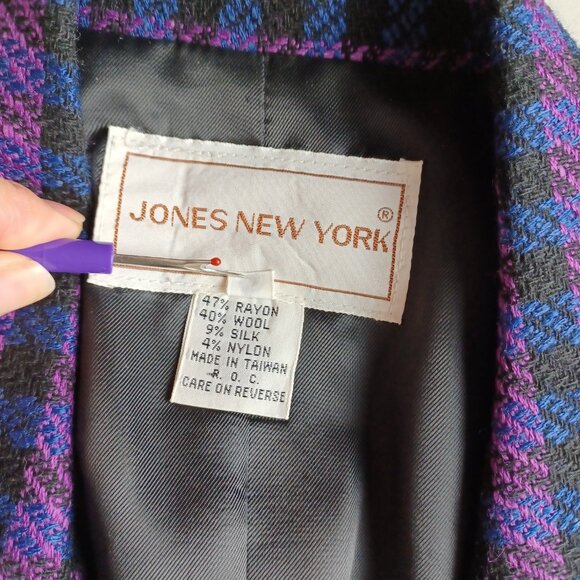 JONES NEW YORK ®
47% RAYON
40% WOOL
9% SILK
4% NYLON
MADE IN TAIWAN
R. O. C.
CARE ON REVERSE